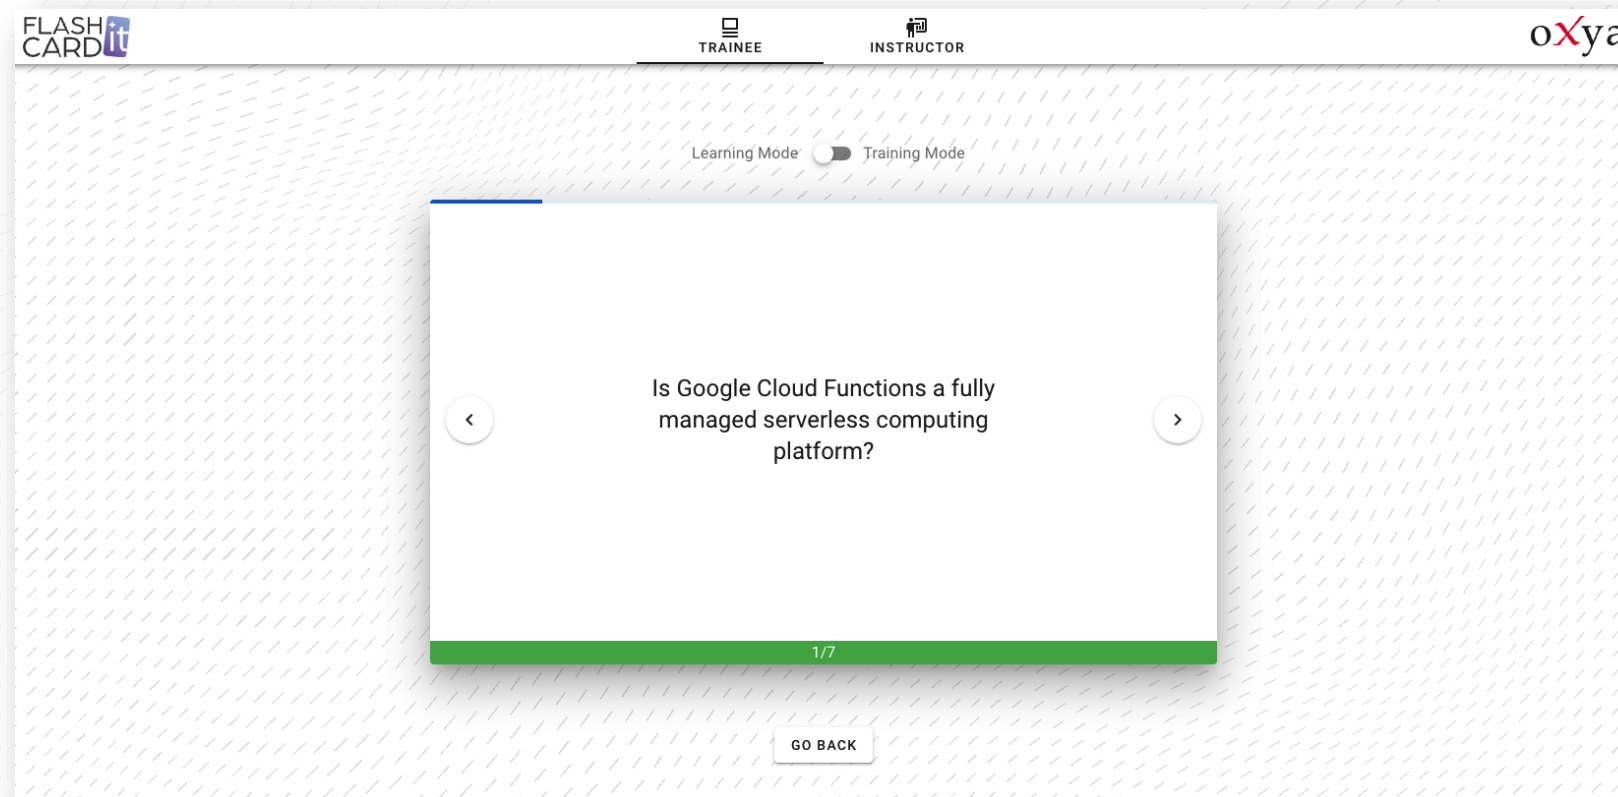 FLASH
CARD it
TRAINEE
INSTRUCTOR
oxya
Learning Mode
Training Mode
Is Google Cloud Functions a fully
managed serverless computing
platform?
1/7
GO BACK